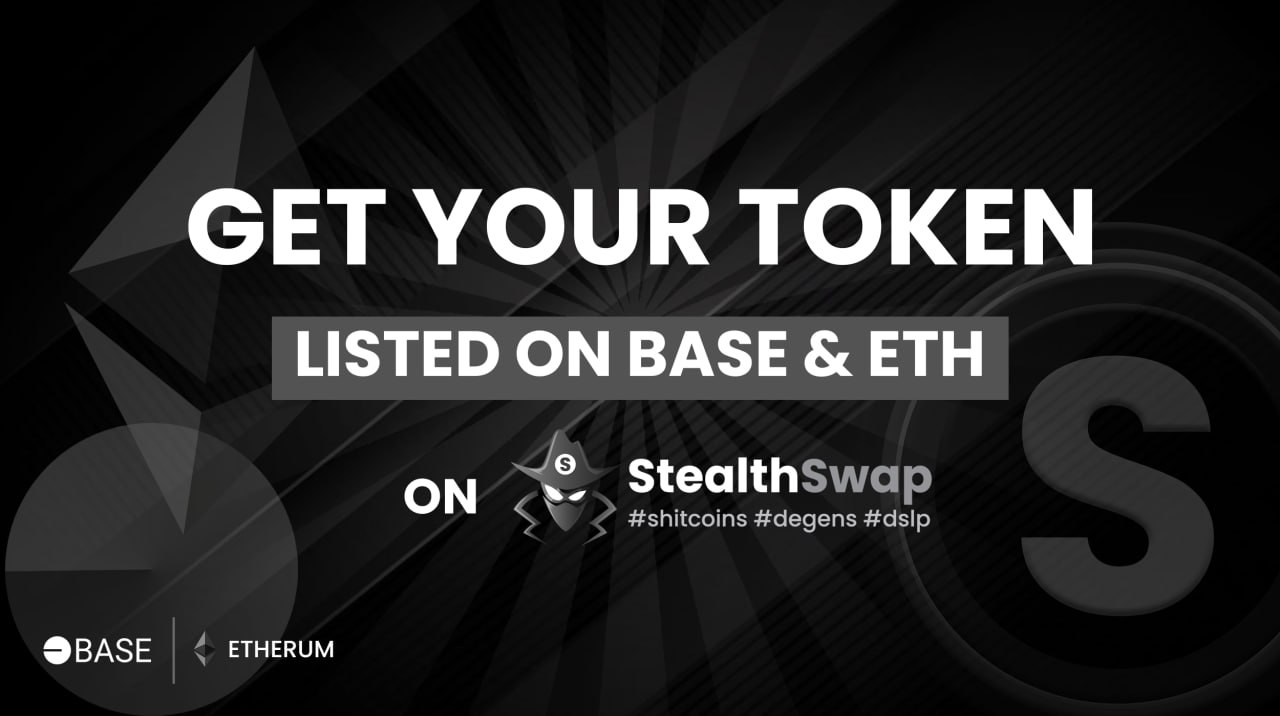 GET YOUR TOKEN
LISTED ON BASE & ETH
ON StealthSwap
#shitcoins #degens #dslp
S
S
BASE | ETHERUM